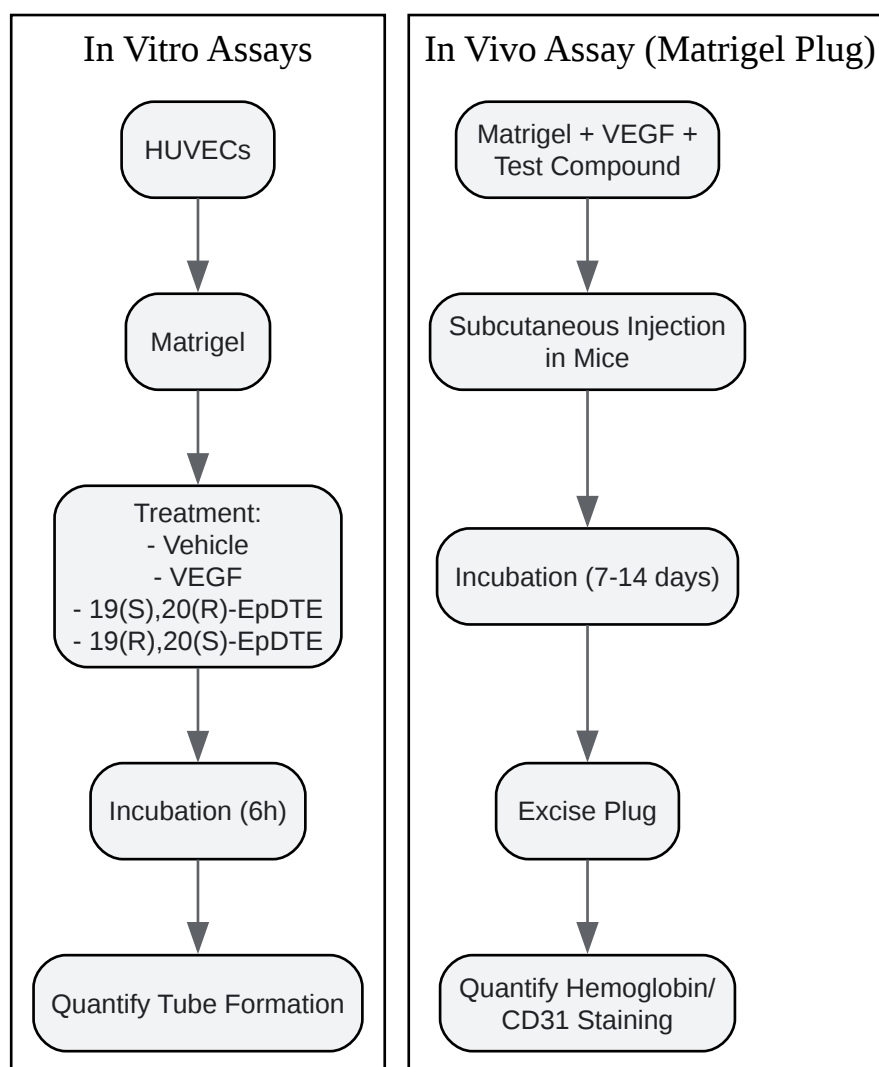 In Vitro Assays
HUVECs
Matrigel
Treatment:
- Vehicle
- VEGF
- 19(S),20(R)-EpDTE
- 19(R),20(S)-EpDTE
Incubation (6h)
Quantify Tube Formation
In Vivo Assay (Matrigel Plug)
Matrigel + VEGF +
Test Compound
Subcutaneous Injection
in Mice
Incubation (7-14 days)
Excise Plug
Quantify Hemoglobin/
CD31 Staining